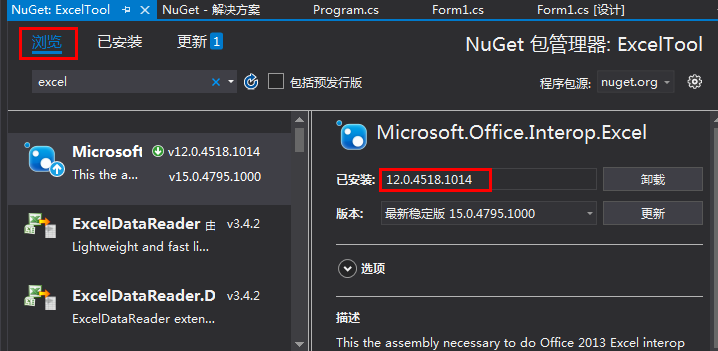 NuGet: ExcelTool
NuGet - 解决方案
Program.cs
Form1.cs
Form1.cs [设计]
浏览
已安装
更新 1
NuGet 包管理器: ExcelTool
excel
包括预发行版
程序包源: nuget.org
Microsoft
v12.0.4518.1014
This the a...
v15.0.4795.1000
ExcelDataReader 由
v3.4.2
Lightweight and fast li...
ExcelDataReader.D
v3.4.2
ExcelDataReader exten...
Microsoft.Office.Interop.Excel
已安装: 12.0.4518.1014
卸载
版本: 最新稳定版 15.0.4795.1000
更新
选项
描述
This the assembly necessary to do Office 2013 Excel interop